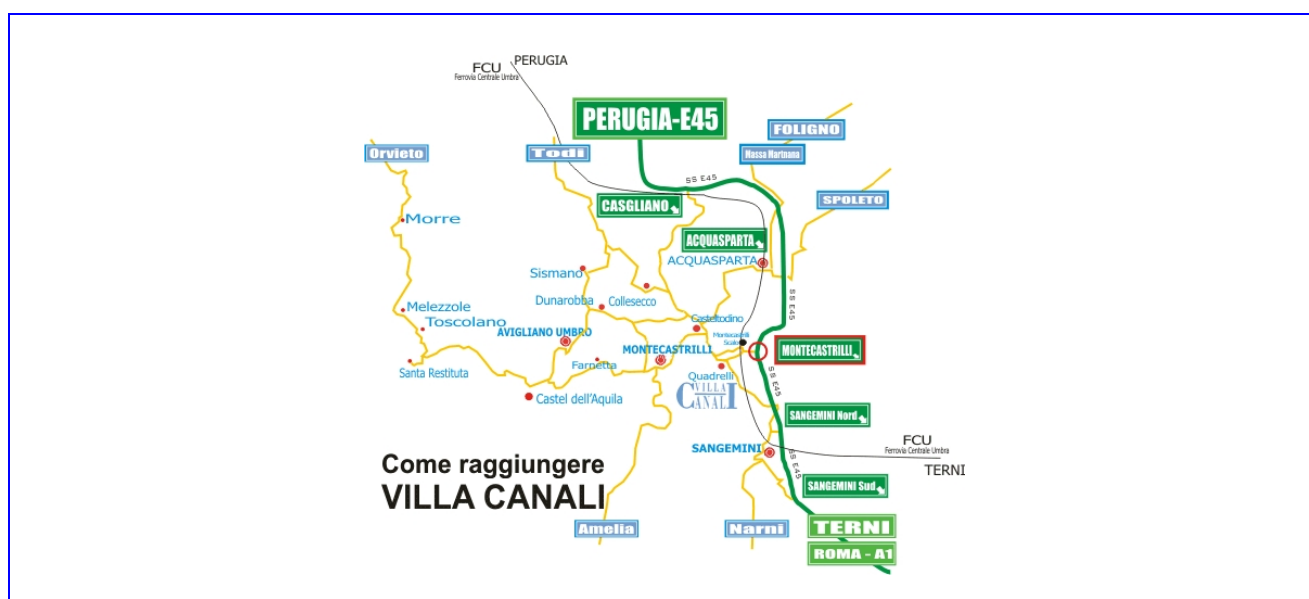 PERUGIA
FCU
Ferrovia Centrale Umbra
PERUGIA-E45
FOLIGNO
Orvieto
Todi
Massa Martnana
SS E45
SPOLETO
CASGLIANO
Morre
ACQUASPARTA
ACQUASPARTA
Sismano
Dunarobba
Collesecco
SS E45
Melezzole
Toscolano
Casteltodino
AVIGLIANO UMBRO
Montecastrilli
Scalo
MONTECASTRILLI
MONTECASTRILLI
Santa Restituta
Farnetta
Quadrelli
SS E45
VILLA
CANALI
Castel dell'Aquila
SANGEMINI Nord
SANGEMINI
FCU
Ferrovia Centrale Umbra
TERNI
SS E45
Come raggiungere
VILLA CANALI
SANGEMINI Sud
Amelia
Narni
TERNI
ROMA - A1